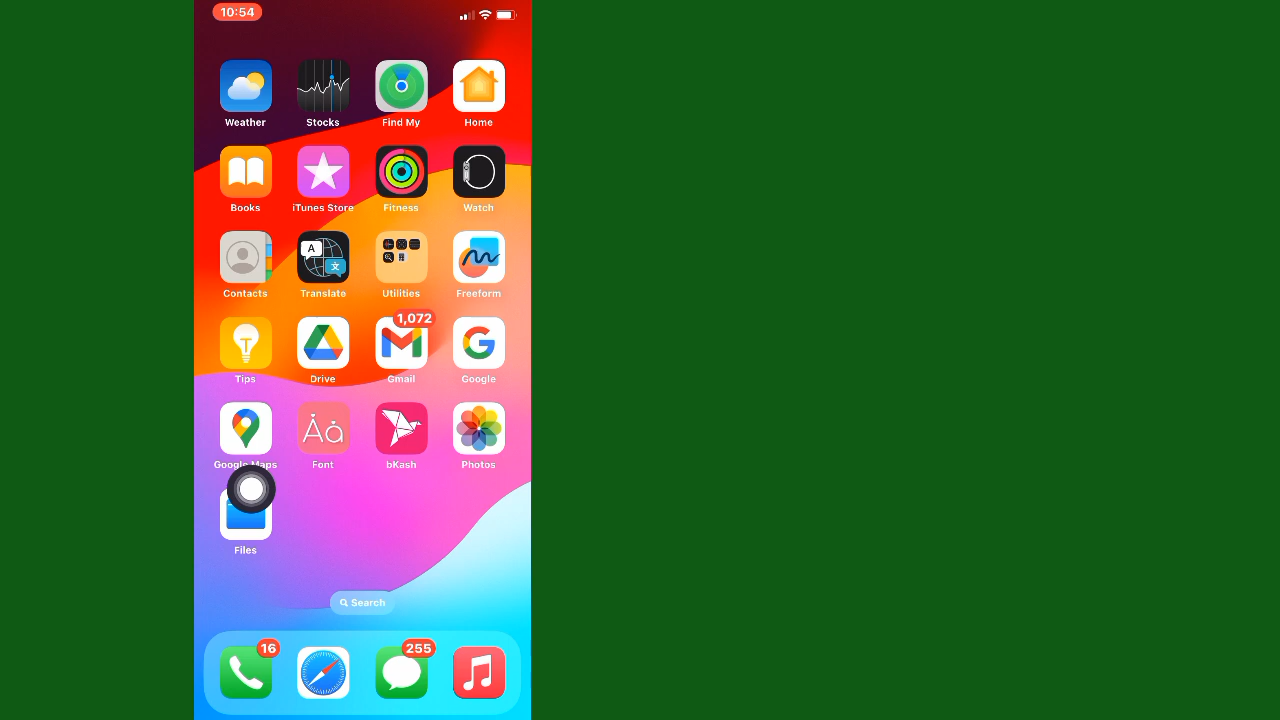 10:54
Weather Stocks Find My Home
Books iTunes Store Fitness Watch
A
文
Contacts Translate Utilities Freeform
1,072
Tips Drive Gmail Google
Aa
Google Maps Font bKash Photos
Files
Search
16 255